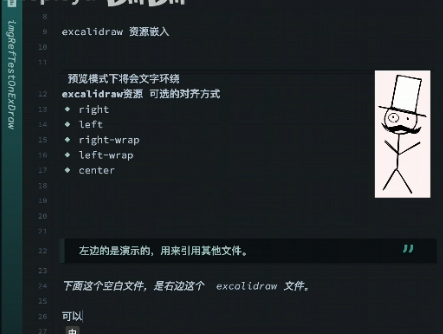 imgRefTestOnExDraw
8
9
excalidraw 资源嵌入
10
11
预览模式下将会文字环绕
12 excalidraw资源 可选的对齐方式
13 right
14 left
15 right-wrap
16 left-wrap
17 center
18
19
20
21
22 左边的是演示的，用来引用其他文件。
23
24 下面这个空白文件，是右边这个 excalidraw 文件。
25
26 可以
27 中